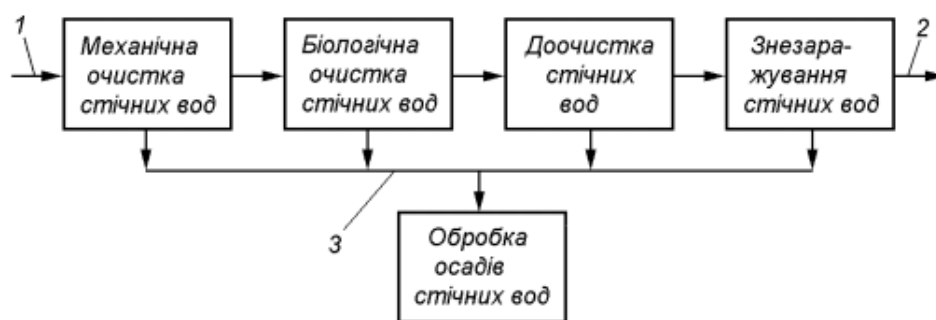 1
Механічна
очистка
стічних вод
Біологічна
очистка
стічних вод
Доочистка
стічних
вод
Знезара-
жування
стічних вод
2
3
Обробка
осадів
стічних вод